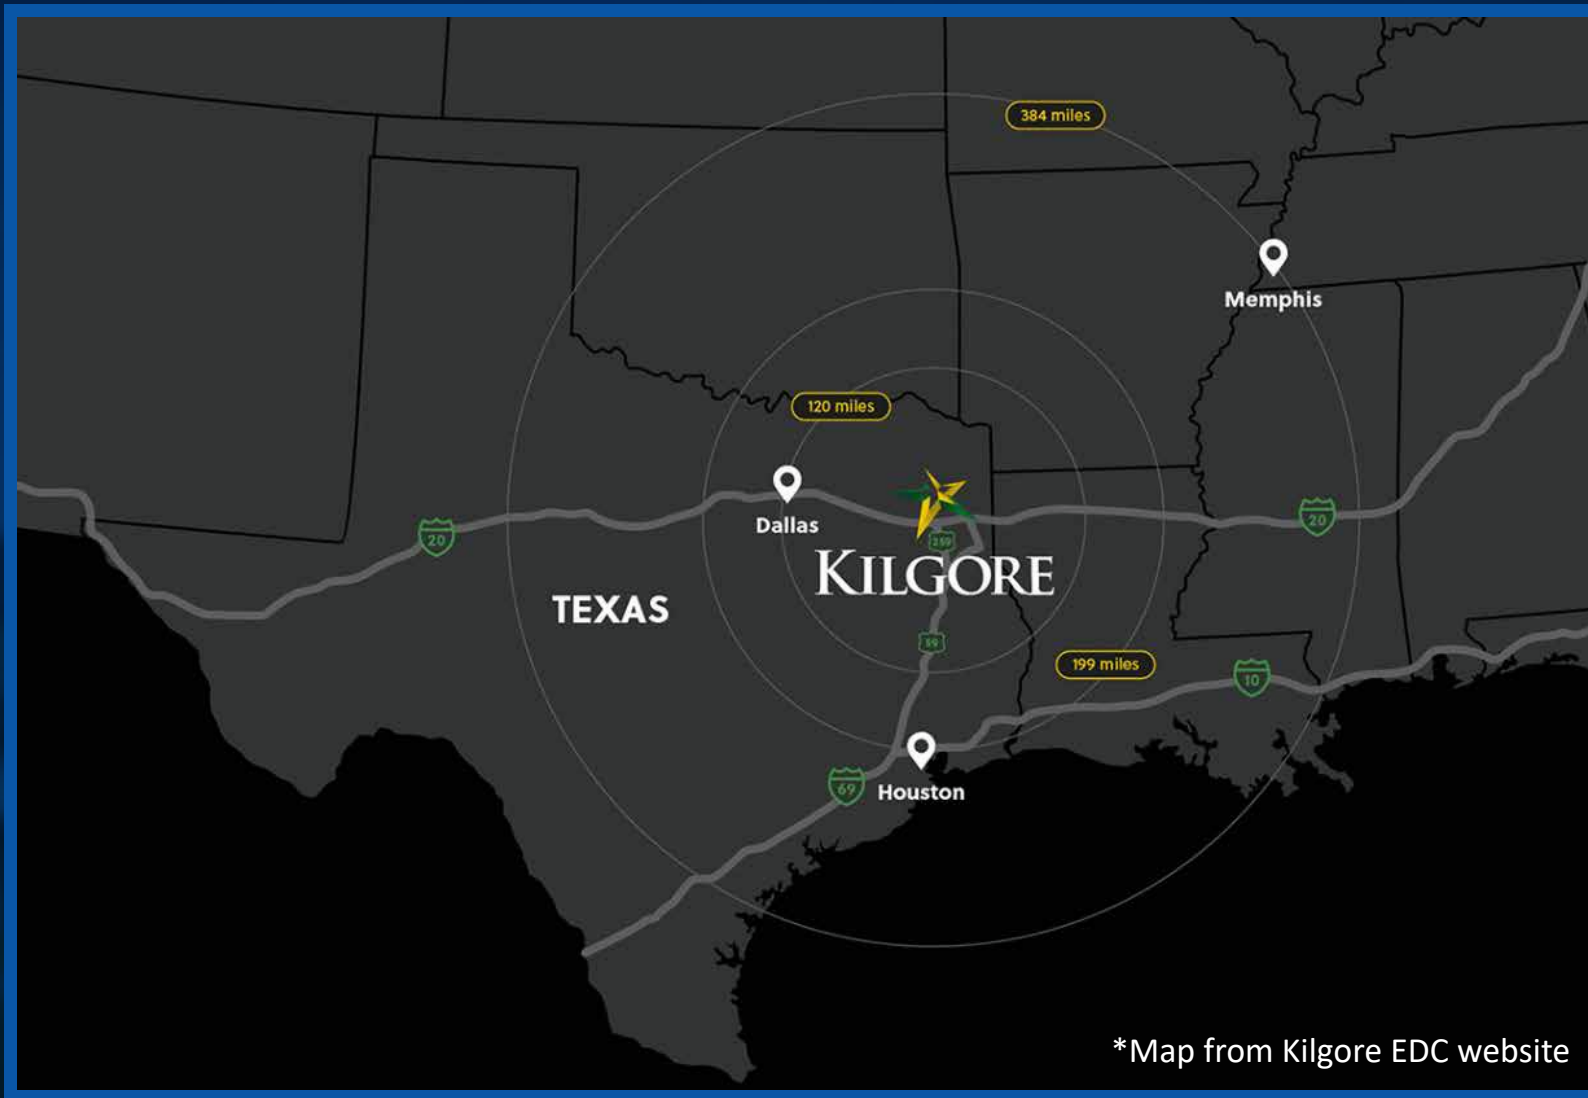 384 miles
Memphis
120 miles
Dallas
20
20
259
KILGORE
TEXAS
59
199 miles
10
69
Houston
*Map from Kilgore EDC website